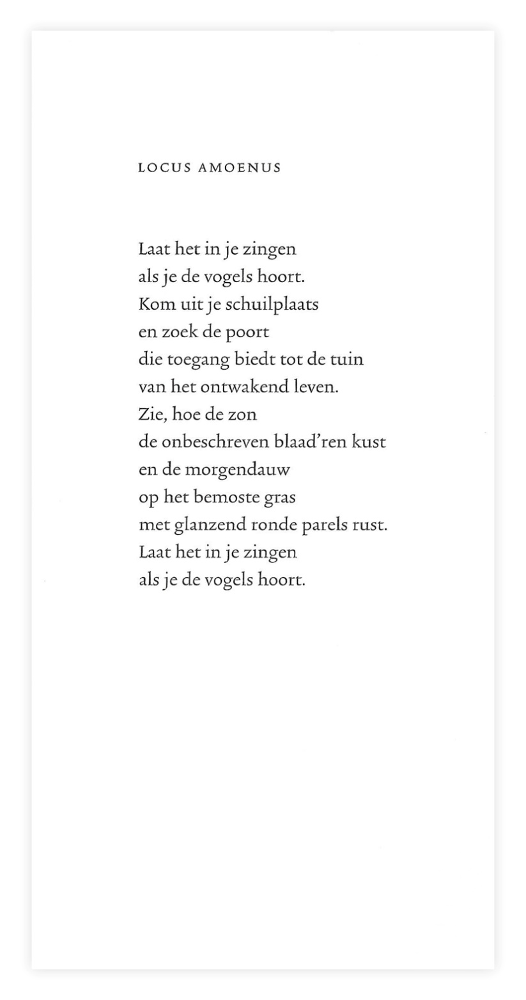 LOCUS AMOENUS
Laat het in je zingen
als je de vogels hoort.
Kom uit je schuilplaats
en zoek de poort
die toegang biedt tot de tuin
van het ontwakend leven.
Zie, hoe de zon
de onbeschreven blaad’ren kust
en de morgendauw
op het bemoste gras
met glanzend ronde parels rust.
Laat het in je zingen
als je de vogels hoort.